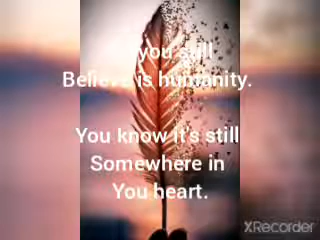 you still
Believe is humanity.
You know it's still
Somewhere in
You heart.
XRecorder